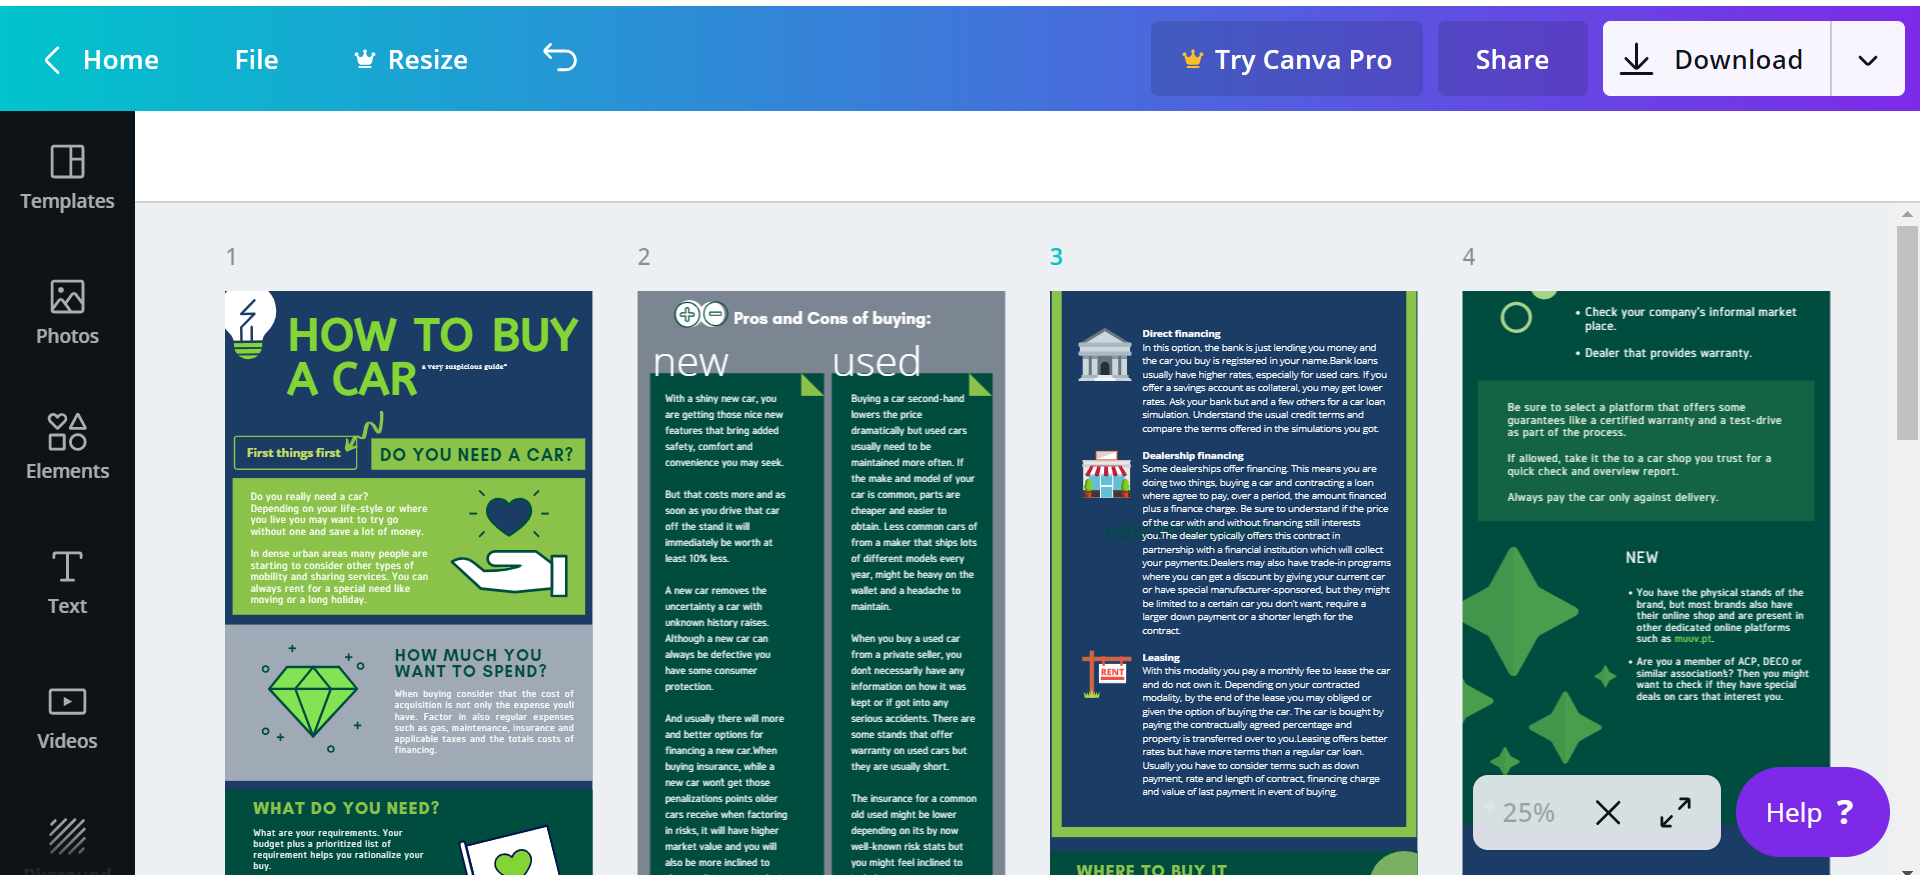 Home
File
Resize
Try Canva Pro
Share
Download
Templates
Photos
Elements
Text
Videos
1
HOW TO BUY
A CAR
a very suspicious guide"
First things first
DO YOU NEED A CAR?
Do you really need a car?
Depending on your life-style or where
you live you may want to try go
without one and save a lot of money.
In dense urban areas many people are
starting to consider other types of
mobility and sharing services. You can
always rent for a special need like
moving or a long holiday.
HOW MUCH YOU
WANT TO SPEND?
When buying consider that the cost of
acquisition is not only the expense youll
have. Factor in also regular expenses
such as gas, maintenance, insurance and
applicable taxes and the totals costs of
financing.
WHAT DO YOU NEED?
What are your requirements. Your
budget plus a prioritized list of
requirement helps you rationalize your
buy.
2
Pros and Cons of buying:
new
With a shiny new car, you
are getting those nice new
features that bring added
safety, comfort and
convenience you may seek.
But that costs more and as
soon as you drive that car
off the stand it will
immediately be worth at
least 10% less.
A new car removes the
uncertainty a car with
unknown history raises.
Although a new car can
always be defective you
have some consumer
protection.
And usually there will more
and better options for
financing a new car.When
buying insurance, while a
new car won't get those
penalizations points older
cars receive when factoring
in risks, it will have higher
market value and you will
also be more inclined to
used
Buying a car second-hand
lowers the price
dramatically but used cars
usually need to be
maintained more often. If
the make and model of your
car is common, parts are
cheaper and easier to
obtain. Less common cars of
from a maker that ships lots
of different models every
year, might be heavy on the
wallet and a headache to
maintain.
When you buy a used car
from a private seller, you
don't necessarily have any
information on how it was
kept or if got into any
serious accidents. There are
some stands that offer
warranty on used cars but
they are usually short.
The insurance for a common
old used might be lower
depending on its by now
well-known risk stats but
you might feel inclined to
3
Direct financing
In this option, the bank is just lending you money and
the car you buy is registered in your name.Bank loans
usually have higher rates, especially for used cars. If you
offer a savings account as collateral, you may get lower
rates. Ask your bank but and a few others for a car loan
simulation. Understand the usual credit terms and
compare the terms offered in the simulations you got.
Dealership financing
Some dealerships offer financing. This means you are
doing two things, buying a car and contracting a loan
where agree to pay, over a period, the amount financed
plus a finance charge. Be sure to understand if the price
of the car with and without financing still interests
you.The dealer typically offers this contract in
partnership with a financial institution which will collect
your payments.Dealers may also have trade-in programs
where you can get a discount by giving your current car
or have special manufacturer-sponsored, but they might
be limited to a certain car you don't want, require a
larger down payment or a shorter length for the
contract.
RENT
Leasing
With this modality you pay a monthly fee to lease the car
and do not own it. Depending on your contracted
modality, by the end of the lease you may obliged or
given the option of buying the car. The car is bought by
paying the contractually agreed percentage and
property is transferred over to you.Leasing offers better
rates but have more terms than a regular car loan.
Usually you have to consider terms such as down
payment, rate and length of contract, financing charge
and value of last payment in event of buying.
WHERE TO BUY IT
4
• Check your company's informal market
place.
• Dealer that provides warranty.
Be sure to select a platform that offers some
guarantees like a certified warranty and a test-drive
as part of the process.
If allowed, take it the to a car shop you trust for a
quick check and overview report.
Always pay the car only against delivery.
NEW
• You have the physical stands of the
brand, but most brands also have
their online shop and are present in
other dedicated online platforms
such as muuv.pt.
• Are you a member of ACP, DECO or
similar association's? Then you might
want to check if they have special
deals on cars that interest you.
25%
Help ?